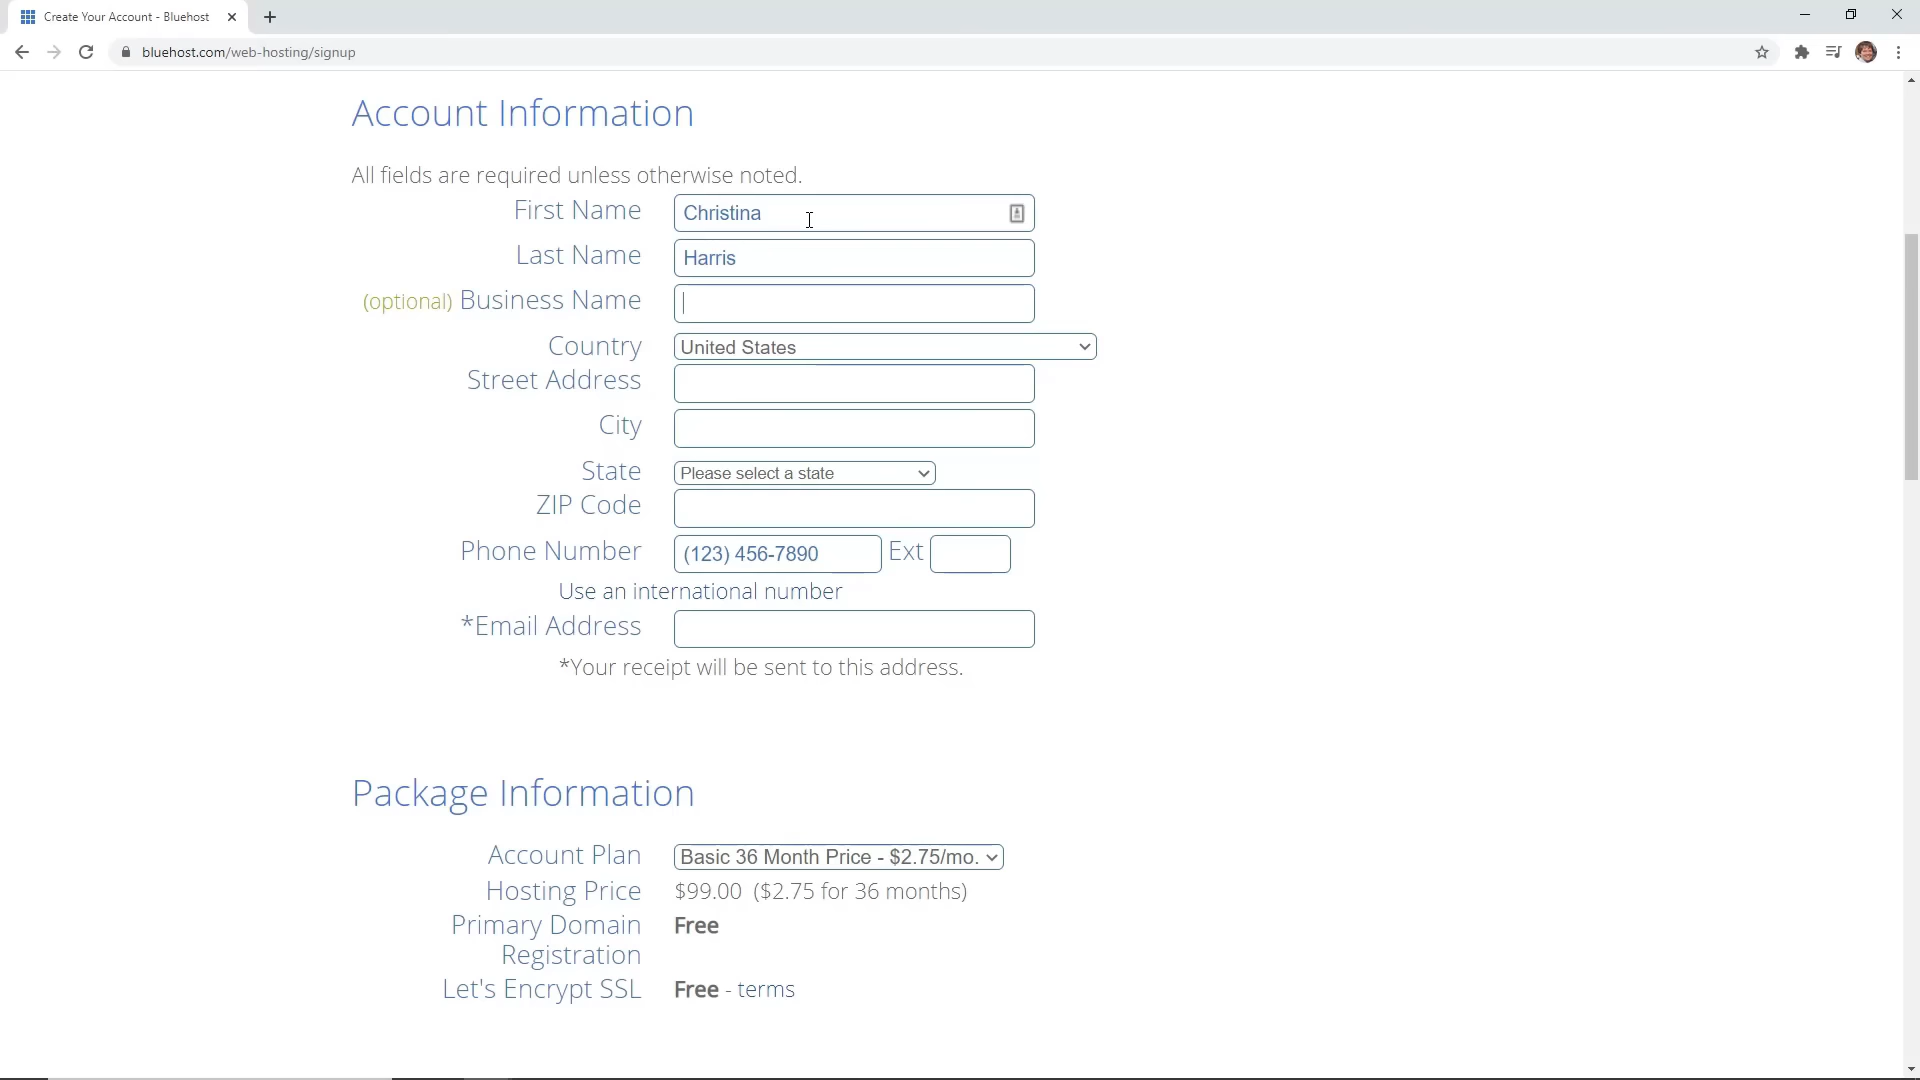 Create Your Account - Bluehost
bluehost.com/web-hosting/signup
Account Information
All fields are required unless otherwise noted.
First Name Christina
Last Name Harris
(optional) Business Name
Country United States
Street Address
City
State Please select a state
ZIP Code
Phone Number (123) 456-7890 Ext
Use an international number
*Email Address
*Your receipt will be sent to this address.
Package Information
Account Plan Basic 36 Month Price - $2.75/mo.
Hosting Price $99.00 ($2.75 for 36 months)
Primary Domain Free
Registration
Let's Encrypt SSL Free - terms